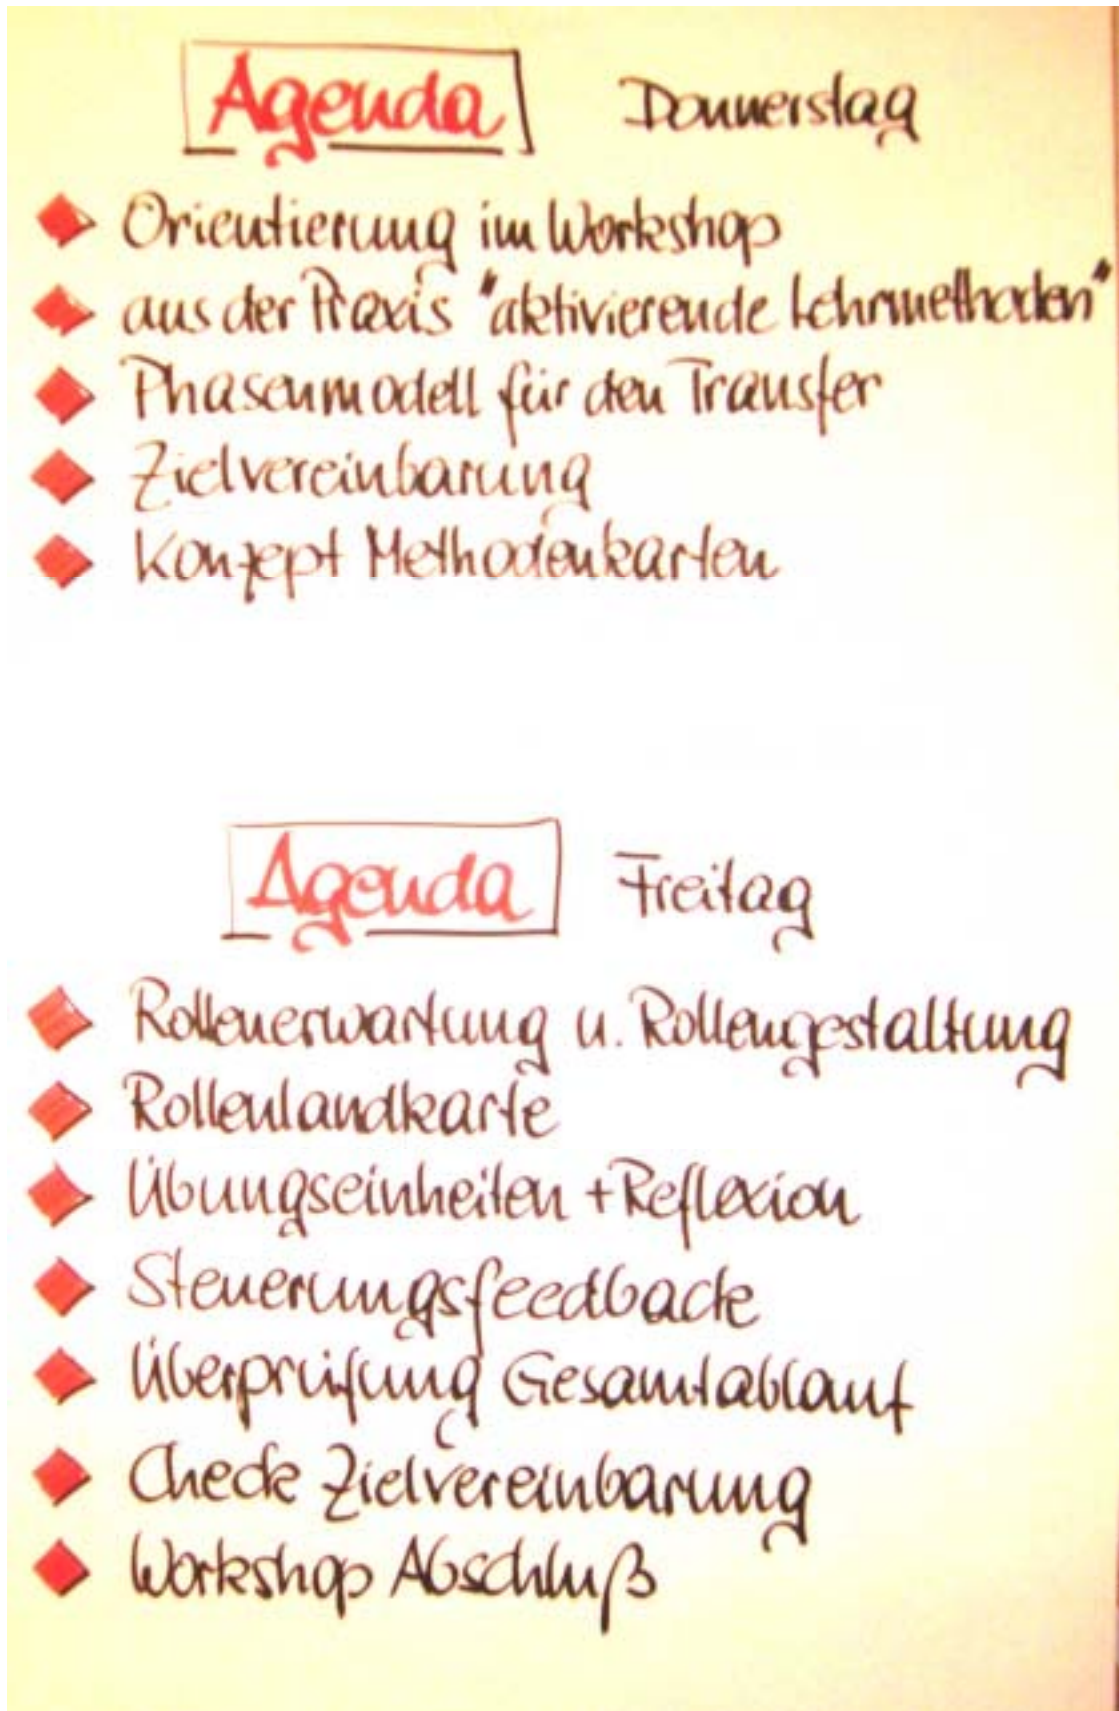 Agenda Donnerstag
Orientierung im Workshop
aus der Praxis "aktivierende Lehrmethoden"
Phasenmodell für den Transfer
Zielvereinbarung
Konzept Methodenkarten
Agenda Freitag
Rollenerwartung u. Rollengestaltung
Rollenlandkarte
Übungseinheiten + Reflexion
Steuerungsfeedback
Überprüfung Gesamtablauf
Check Zielvereinbarung
Workshop Abschluß